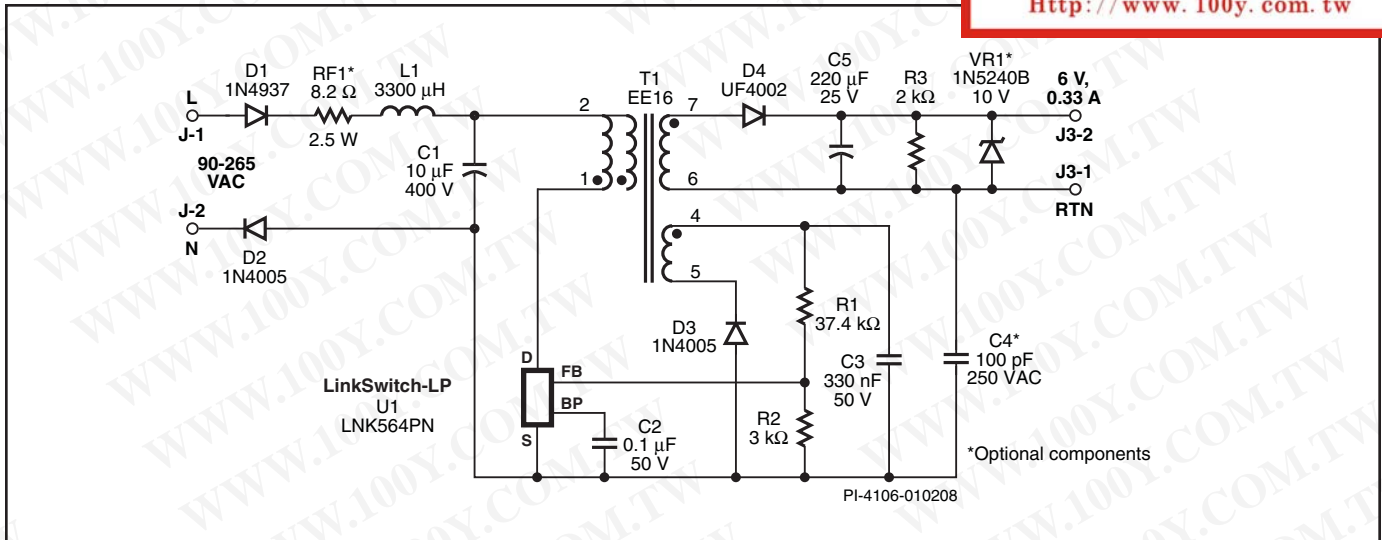 Http://www.100y.com.tw
D1
1N4937
RF1*
8.2 Ω
2.5 W
L1
3300 μH
T1
EE16
D4
UF4002
C5
220 μF
25 V
R3
2 kΩ
VR1*
1N5240B
10 V
6 V,
0.33 A
J3-2
L
J-1
90-265
VAC
C1
10 μF
400 V
2
1
7
6
J3-1
RTN
J-2
N
D2
1N4005
4
5
R1
37.4 kΩ
D3
1N4005
C3
330 nF
50 V
C4*
100 pF
250 VAC
LinkSwitch-LP
U1
LNK564PN
D
FB
BP
S
C2
0.1 μF
50 V
R2
3 kΩ
*Optional components
PI-4106-010208
WWW.100Y.COM.TW